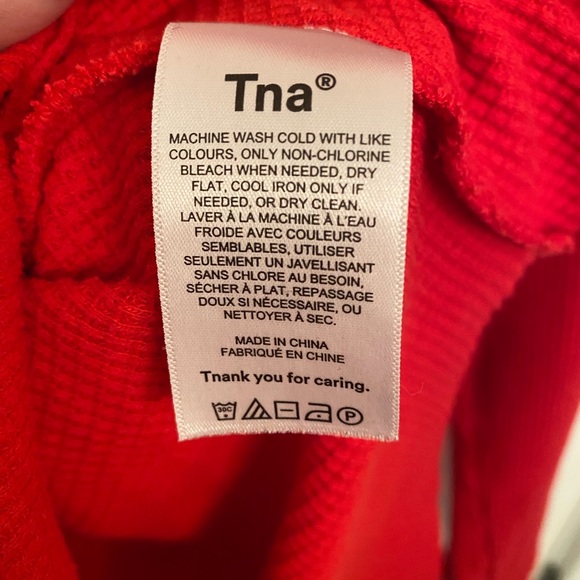 Tna®
MACHINE WASH COLD WITH LIKE
COLOURS, ONLY NON-CHLORINE
BLEACH WHEN NEEDED, DRY
FLAT, COOL IRON ONLY IF
NEEDED, OR DRY CLEAN.
LAVER À LA MACHINE À L'EAU
FROIDE AVEC COULEURS
SEMBLABLES, UTILISER
SEULEMENT UN JAVELLISANT
SANS CHLORE AU BESOIN,
SÉCHER À PLAT, REPASSAGE
DOUX SI NÉCESSAIRE, OU
NETTOYER À SEC.
MADE IN CHINA
FABRIQUÉ EN CHINE
Tnank you for caring.
30C P